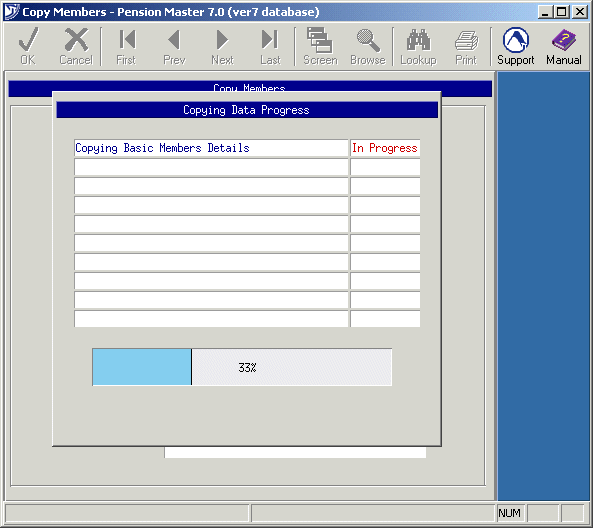 Copy Members - Pension Master 7.0 (ver7 database)
OK Cancel First Prev Next Last Screen Browse Lookup Print Support Manual
Copy Members
Copying Data Progress
Copying Basic Members Details In Progress
33%
NUM